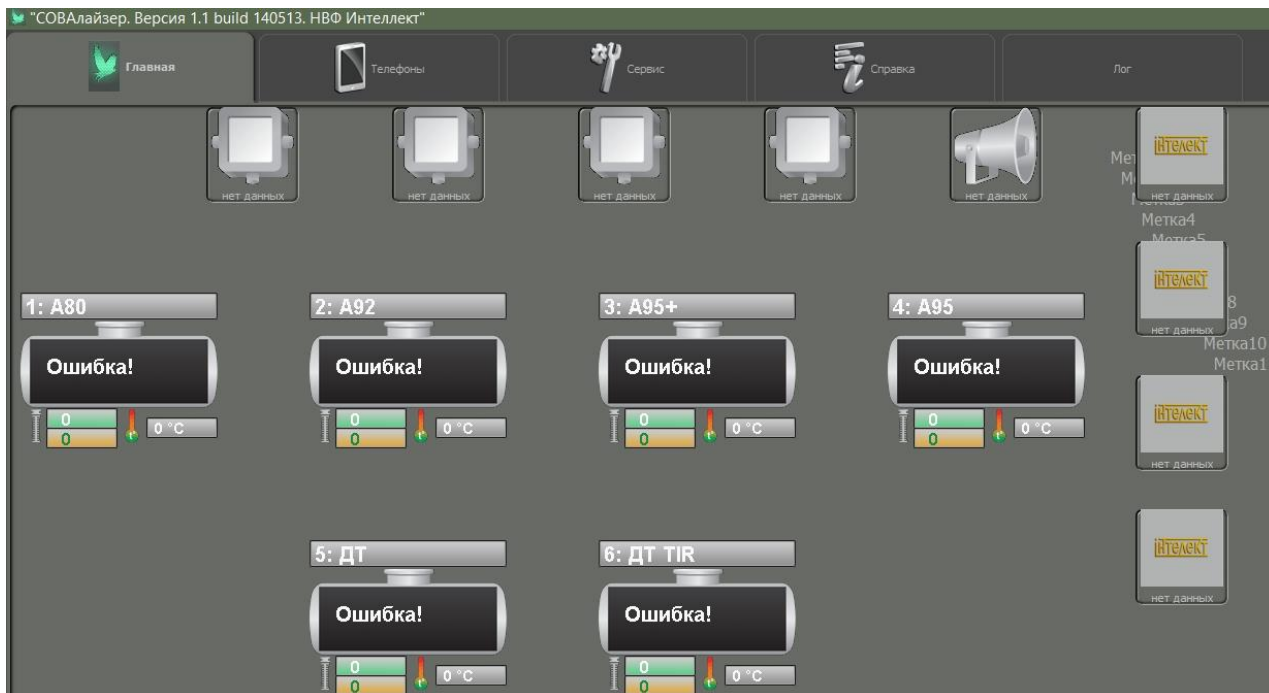 "СОВАлайзер. Версия 1.1 build 140513. НВФ Интеллект"
Главная
Телефоны
Сервис
Справка
Лог
нет данных
нет данных
нет данных
нет данных
нет данных
інтелект
нет данных
Метка4
Метка5
інтелект
нет данных
Метка10
Метка1
1: А80
2: А92
3: А95+
4: А95
Ошибка!
Ошибка!
Ошибка!
Ошибка!
0
0
0 °C
0
0
0 °C
0
0
0 °C
0
0
0 °C
інтелект
нет данных
5: ДТ
6: ДТ TIR
Ошибка!
Ошибка!
0
0
0 °C
0
0
0 °C
інтелект
нет данных